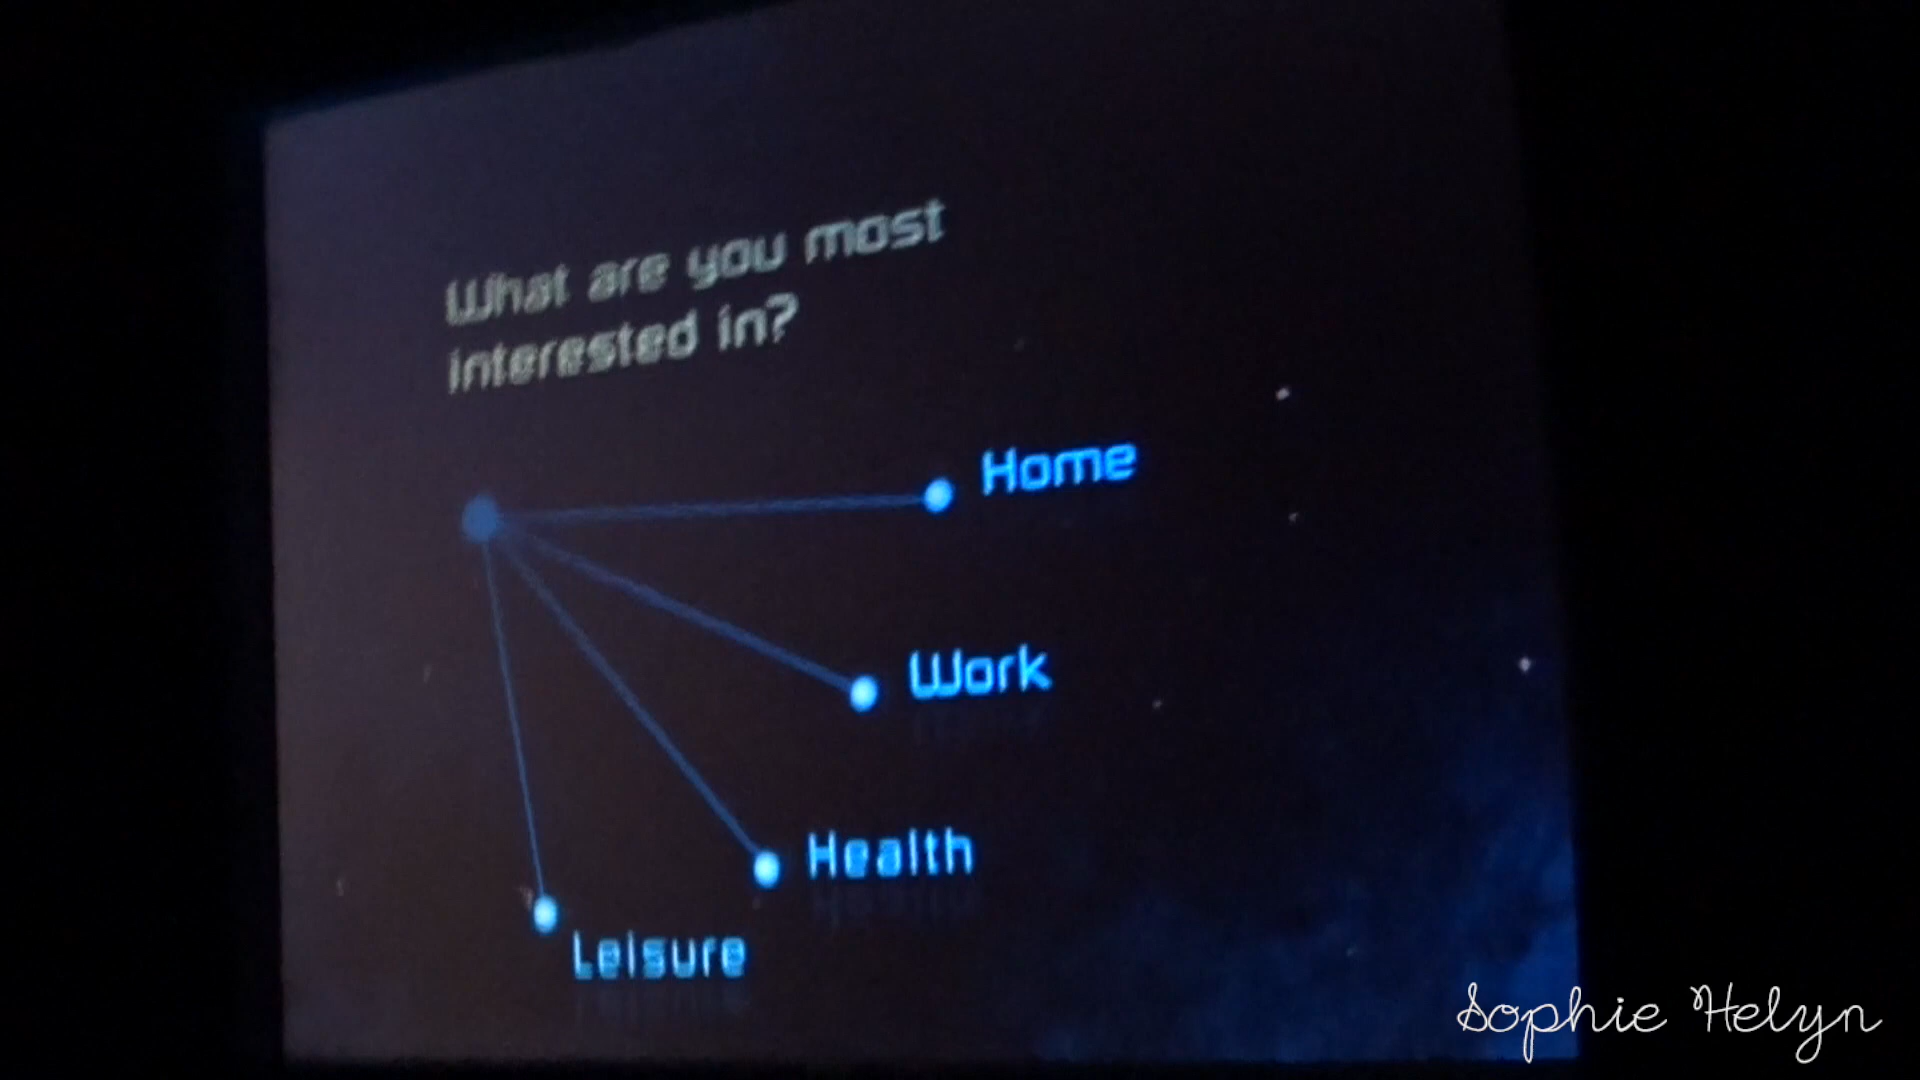 What are you most
interested in?
Home
Work
Health
Leisure
Sophie Helyn